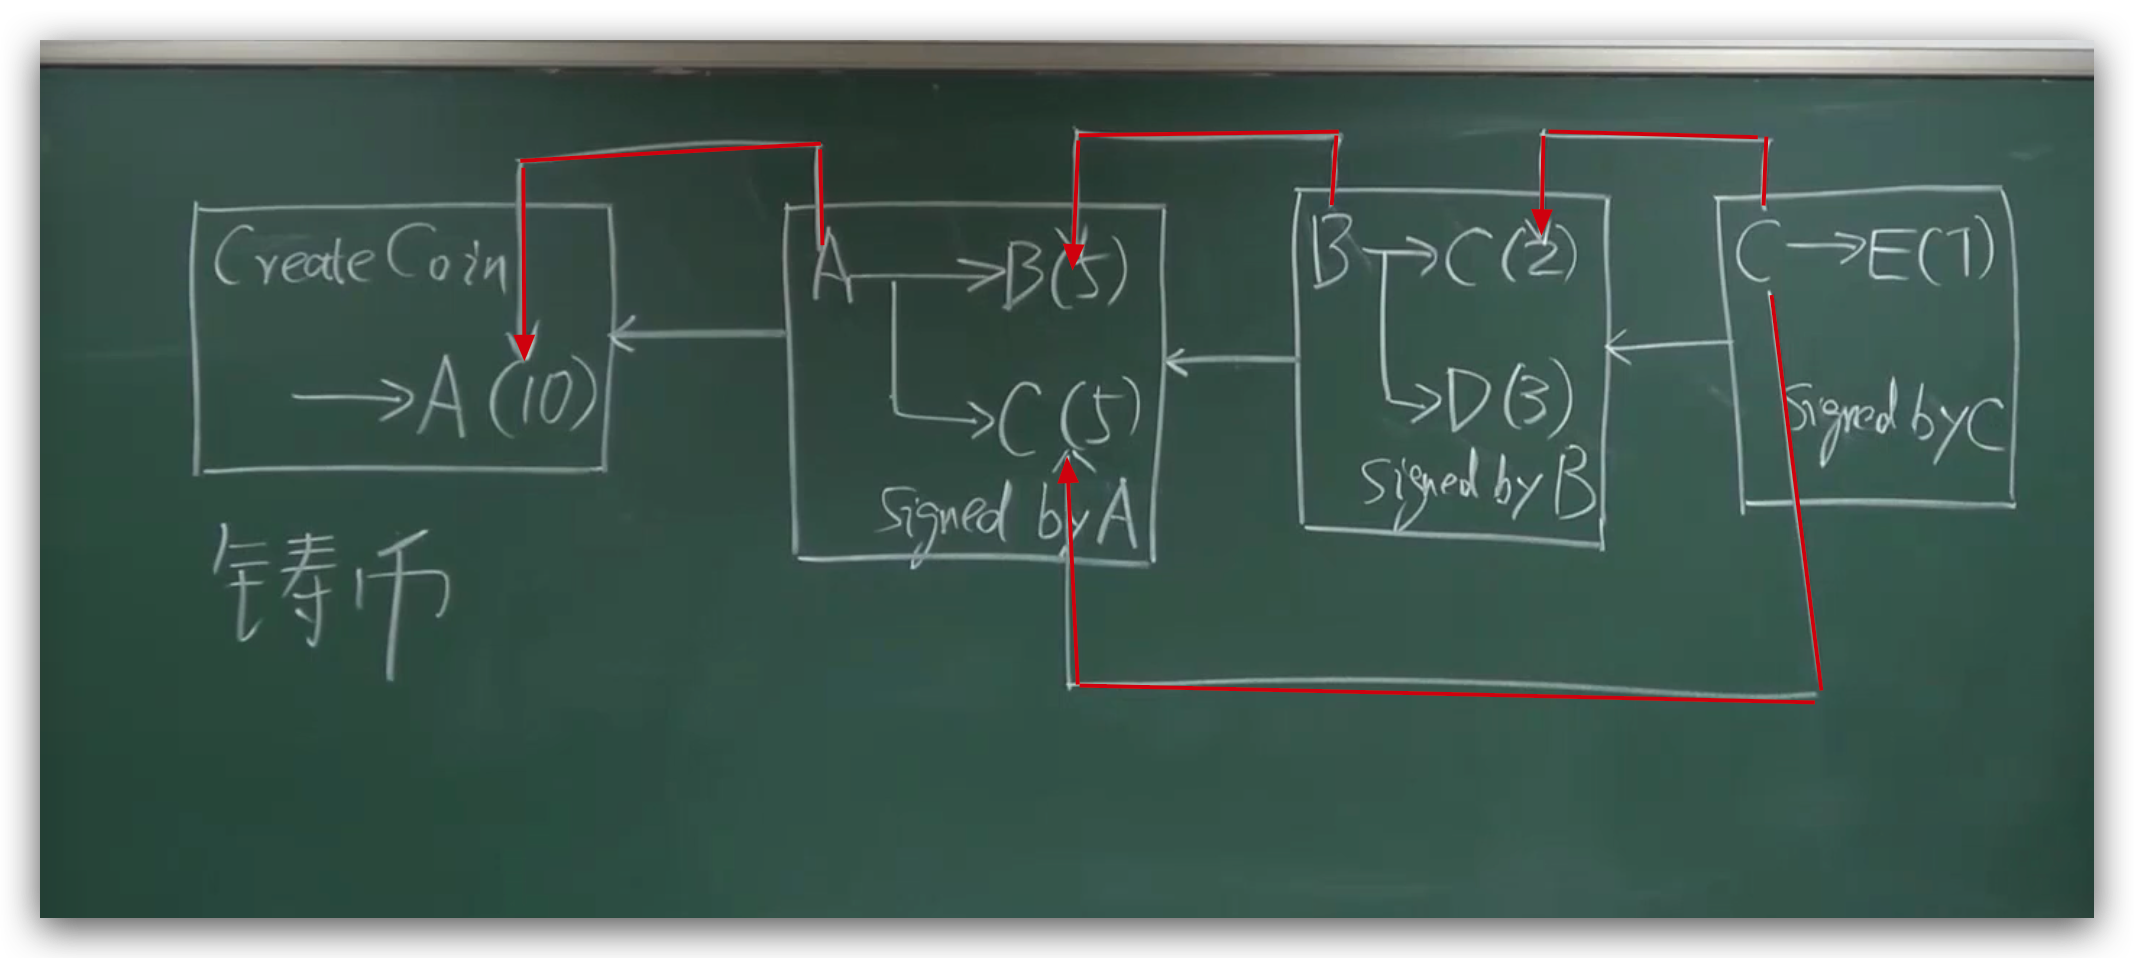 CreateCoin
A (10)
铸币
A B(5)
C (5)
Signed by A
B C (2)
D (3)
Signed by B
C E(7)
Signed by C